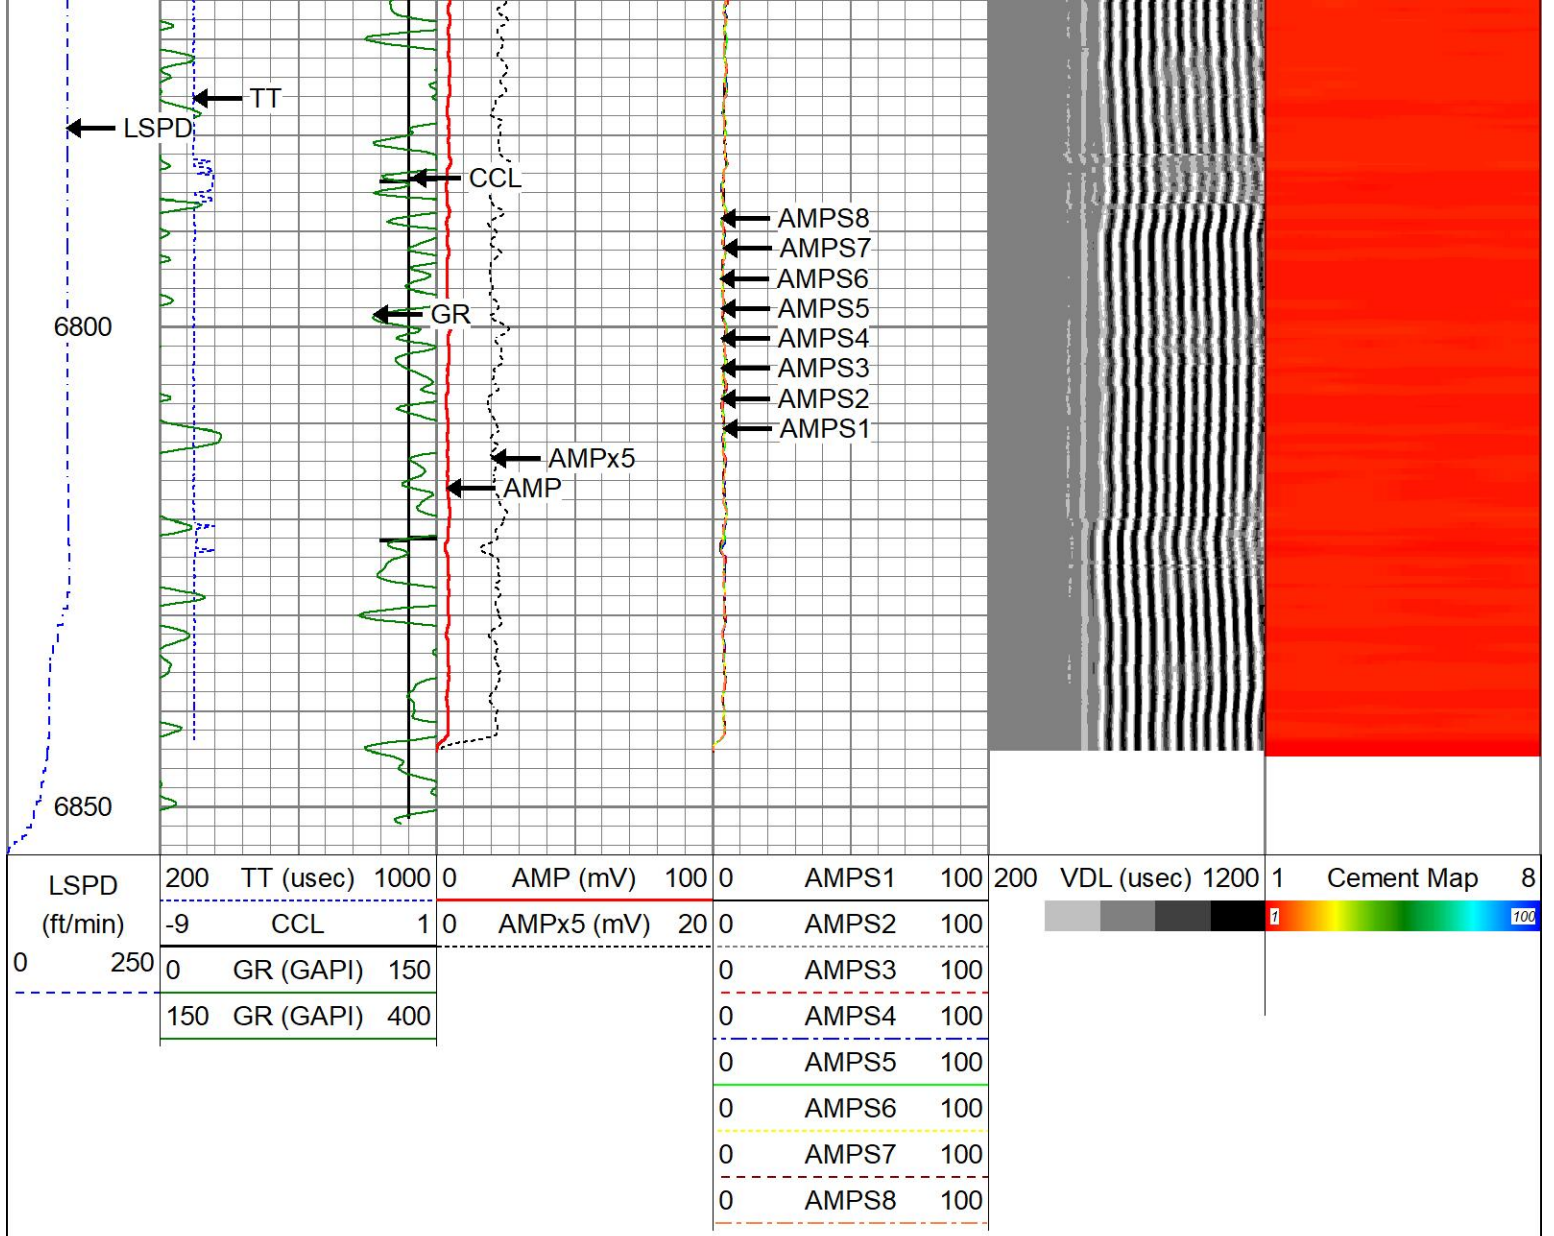 TT
LSPD
CCL
AMPS8
AMPS7
AMPS6
AMPS5
GR
6800
AMPS4
AMPS3
AMPS2
AMPS1
AMPx5
AMP
6850
LSPD
(ft/min)
0 250
200 TT (usec) 1000
-9 CCL 1
0 GR (GAPI) 150
150 GR (GAPI) 400
0 AMP (mV) 100
0 AMPx5 (mV) 20
0 AMPS1 100
0 AMPS2 100
0 AMPS3 100
0 AMPS4 100
0 AMPS5 100
0 AMPS6 100
0 AMPS7 100
0 AMPS8 100
200 VDL (usec) 1200
1 Cement Map 8
1 100